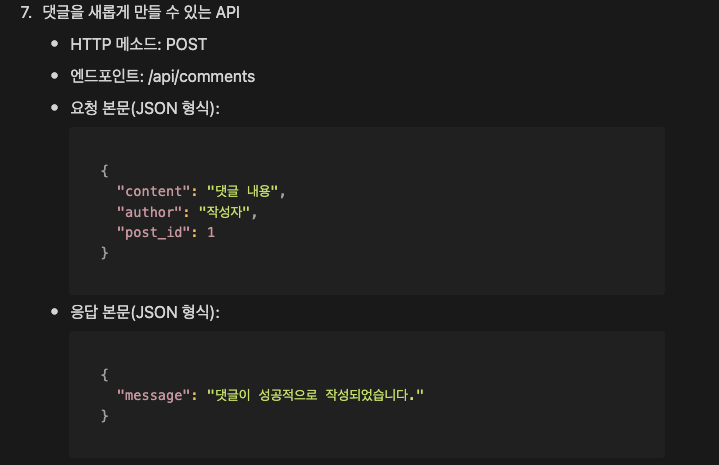 7. 댓글을 새롭게 만들 수 있는 API
• HTTP 메소드: POST
• 엔드포인트: /api/comments
• 요청 본문(JSON 형식):
{
"content": "댓글 내용",
"author": "작성자",
"post_id": 1
}
• 응답 본문(JSON 형식):
{
"message": "댓글이 성공적으로 작성되었습니다."
}